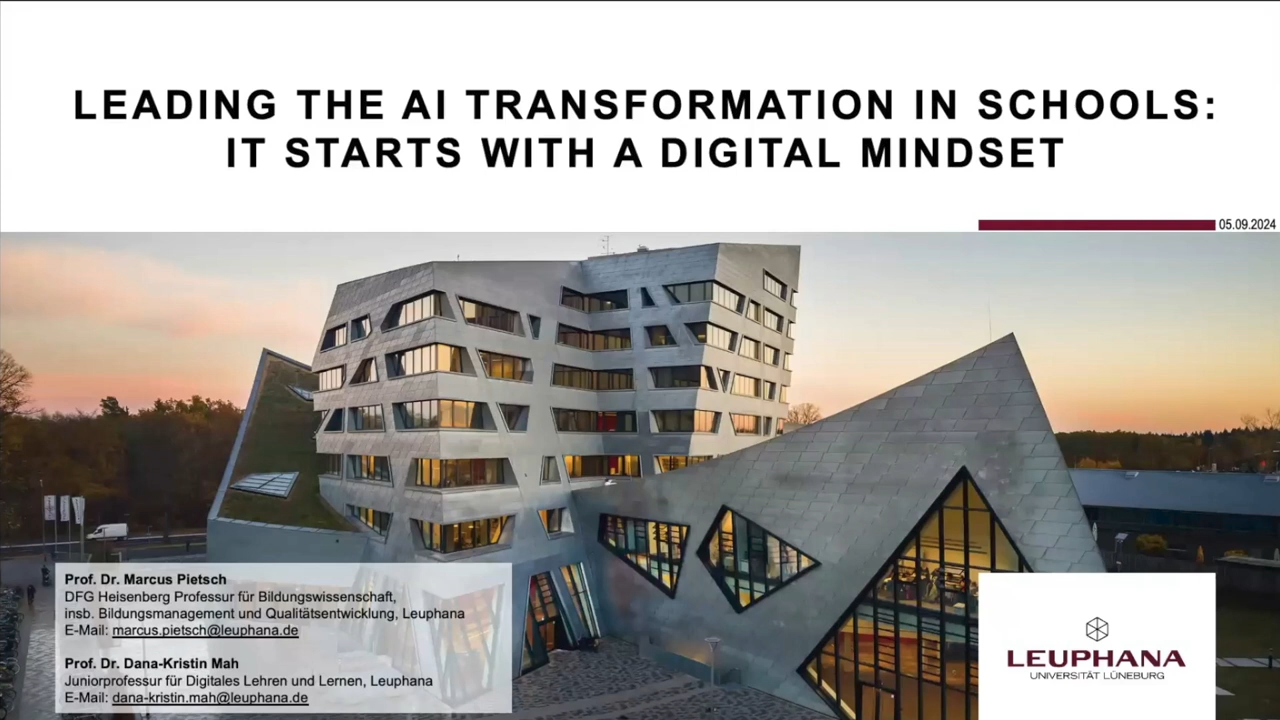 LEADING THE AI TRANSFORMATION IN SCHOOLS:
IT STARTS WITH A DIGITAL MINDSET
05.09.2024
Prof. Dr. Marcus Pietsch
DFG Heisenberg Professur für Bildungswissenschaft,
insb. Bildungsmanagement und Qualitätsentwicklung, Leuphana
E-Mail: marcus.pietsch@leuphana.de
Prof. Dr. Dana-Kristin Mah
Juniorprofessur für Digitales Lehren und Lernen, Leuphana
E-Mail: dana-kristin.mah@leuphana.de
LEUPHANA
UNIVERSITÄT LÜNEBURG